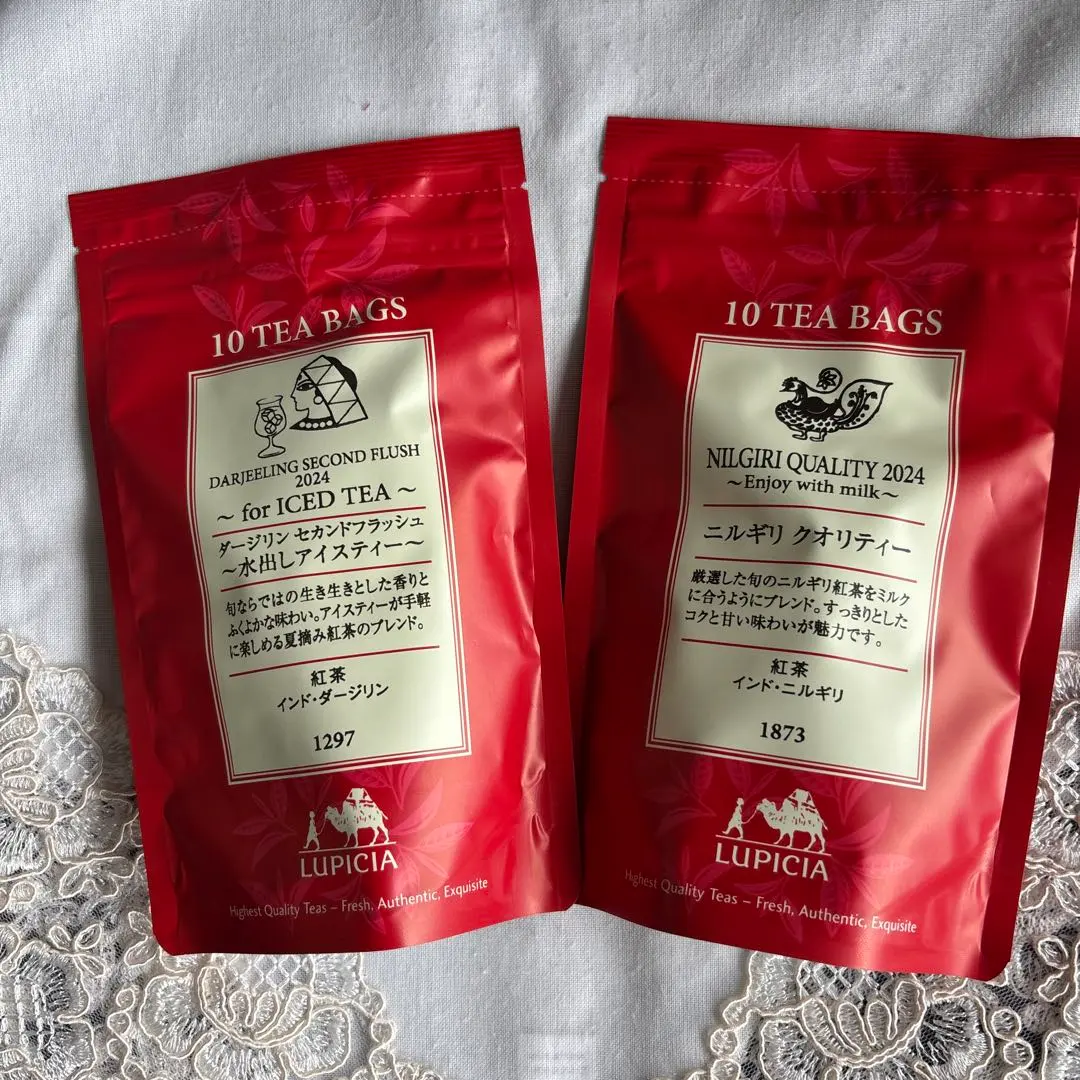 10 TEA BAGS
DARJEELING SECOND FLUSH
2024
~ for ICED TEA ~
ダージリン セカンドフラッシュ
~水出しアイスティー~
旬ならではの生き生きとした香りと
ふくよかな味わい。アイスティーが手軽
に楽しめる夏摘み紅茶のブレンド。
紅茶
インド・ダージリン
1297
LUPICIA
Highest Quality Teas – Fresh, Authentic, Exquisite
10 TEA BAGS
NILGIRI QUALITY 2024
~Enjoy with milk~
ニルギリ クオリティー
厳選した旬のニルギリ紅茶をミルク
に合うようにブレンド。すっきりとした
コクと甘い味わいが魅力です。
紅茶
インド・ニルギリ
1873
LUPICIA
Highest Quality Teas – Fresh, Authentic, Exquisite